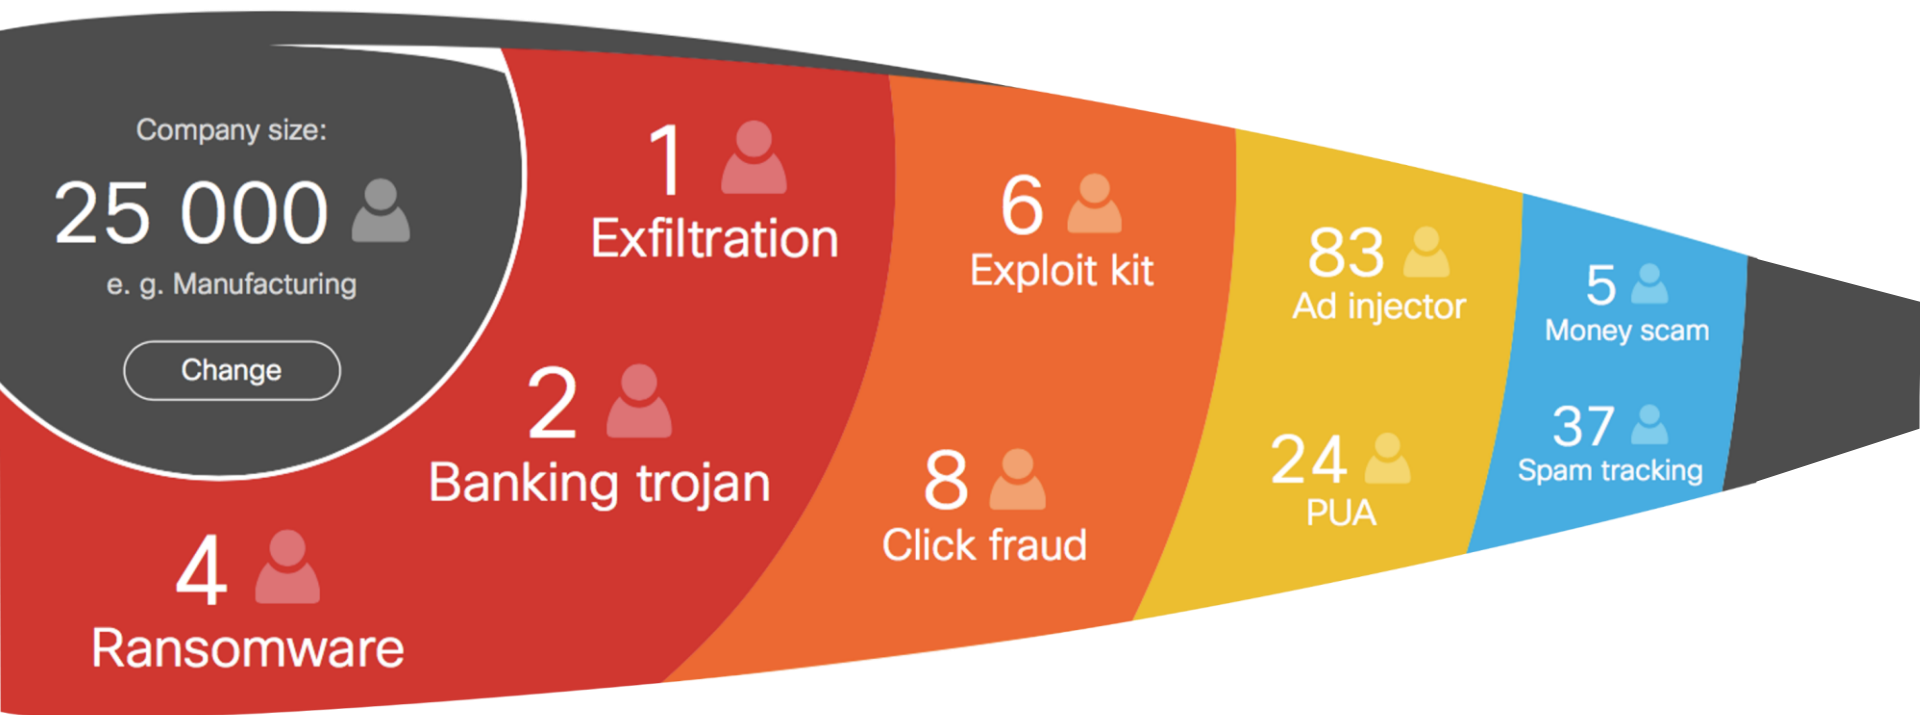 Company size:
25 000
e. g. Manufacturing
Change
1
Exfiltration
2
Banking trojan
4
Ransomware
6
Exploit kit
8
Click fraud
83
Ad injector
24
PUA
5
Money scam
37
Spam tracking